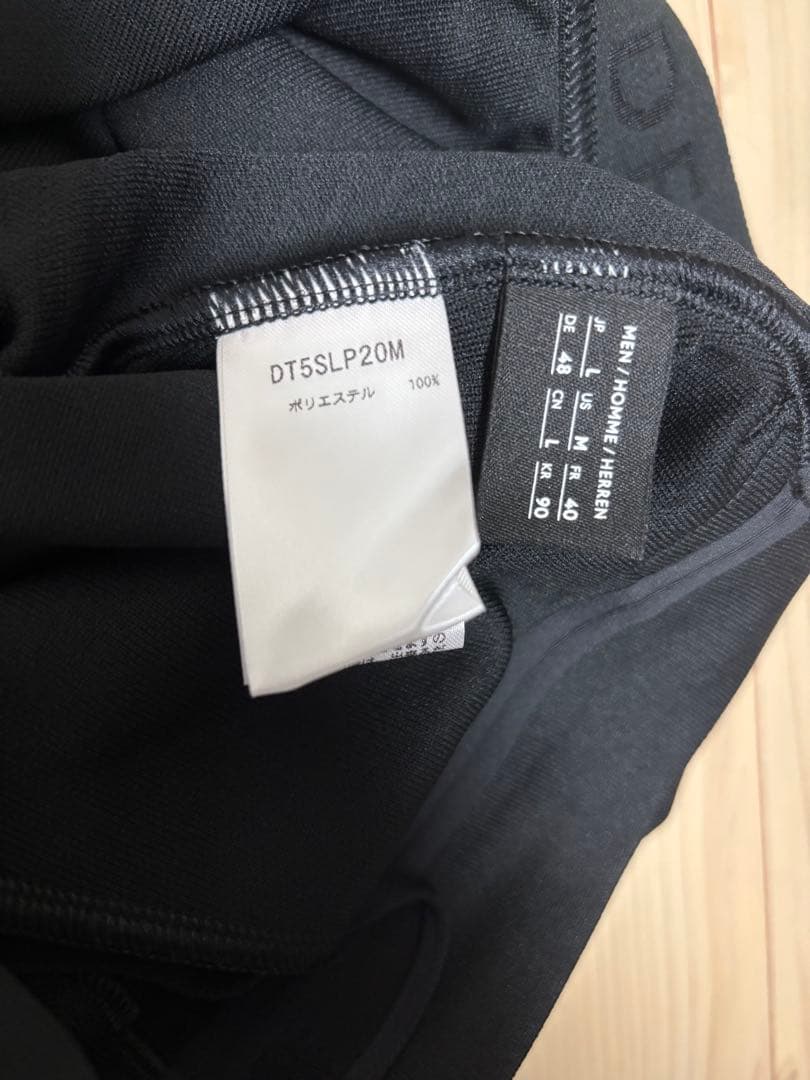 DE
DT5SLP20M
ポリエステル 100%
MEN / HOMME / HERREN
JP L US M FR 40
DE 48 CN L KR 90